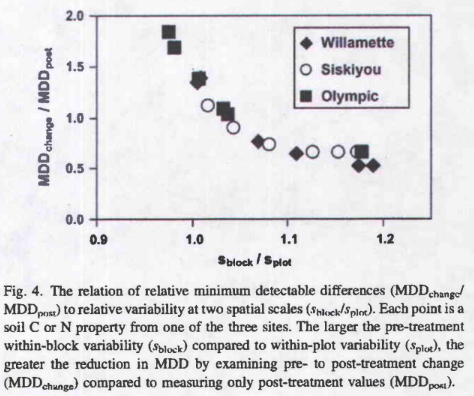 2.0
1.5
1.0
0.5
0.0
MDDchange / MDDpost
Willamette
Siskiyou
Olympic
0.9 1.0 1.1 1.2
sblock / splot
Fig. 4. The relation of relative minimum detectable differences (MDDchange/
MDDpost) to relative variability at two spatial scales (sblock/splot). Each point is a
soil C or N property from one of the three sites. The larger the pre-treatment
within-block variability (sblock) compared to within-plot variability (splot), the
greater the reduction in MDD by examining pre- to post-treatment change
(MDDchange) compared to measuring only post-treatment values (MDDpost).